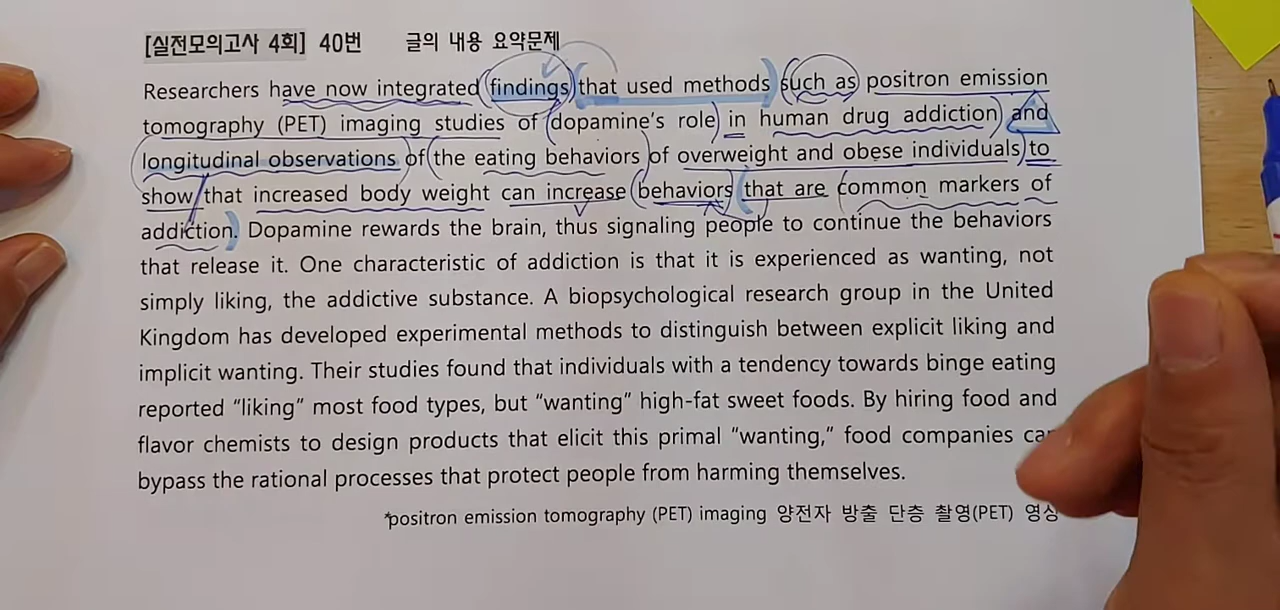 [실전모의고사 4회] 40번 글의 내용 요약문제
Researchers have now integrated findings that used methods such as positron emission
tomography (PET) imaging studies of dopamine's role in human drug addiction and
longitudinal observations of the eating behaviors of overweight and obese individuals to
show that increased body weight can increase behaviors that are common markers of
addiction. Dopamine rewards the brain, thus signaling people to continue the behaviors
that release it. One characteristic of addiction is that it is experienced as wanting, not
simply liking, the addictive substance. A biopsychological research group in the United
Kingdom has developed experimental methods to distinguish between explicit liking and
implicit wanting. Their studies found that individuals with a tendency towards binge eating
reported “liking” most food types, but “wanting” high-fat sweet foods. By hiring food and
flavor chemists to design products that elicit this primal “wanting,” food companies can
bypass the rational processes that protect people from harming themselves.
*positron emission tomography (PET) imaging 양전자 방출 단층 촬영(PET) 영상